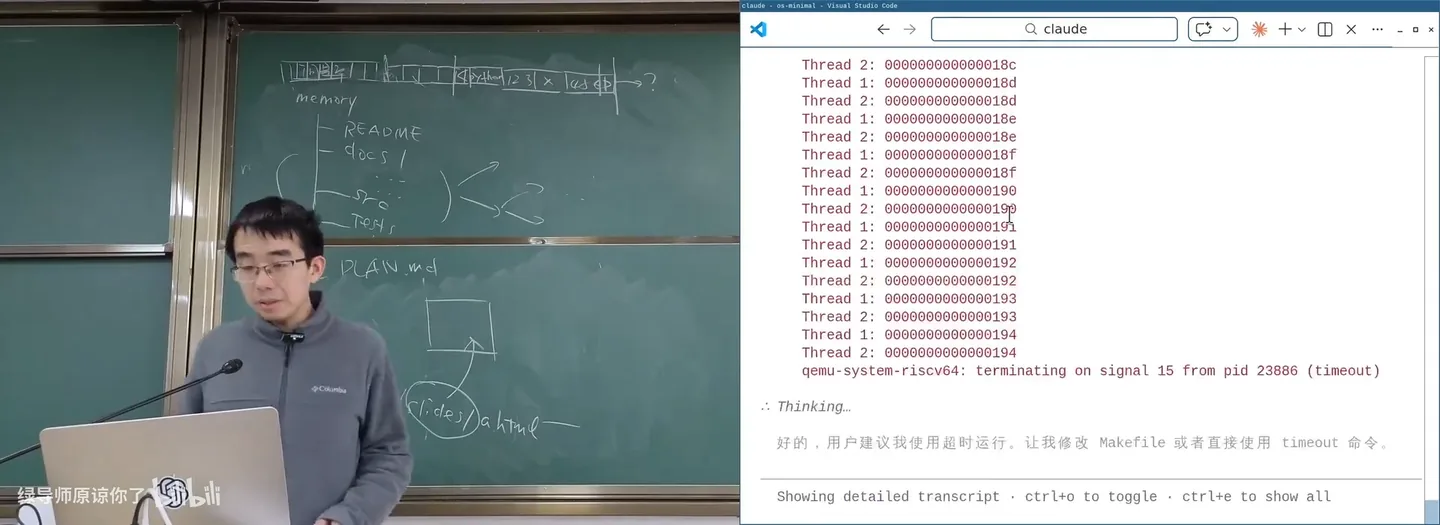 memory
README
docs/
src
Tests
PLAN.md
slides/a.html
Columbia
绿导师原谅你了 bilibili
claude - os-minimal - Visual Studio Code
claude
Thread 2: 000000000000018c
Thread 1: 000000000000018d
Thread 2: 000000000000018d
Thread 1: 000000000000018e
Thread 2: 000000000000018e
Thread 1: 000000000000018f
Thread 2: 000000000000018f
Thread 1: 0000000000000190
Thread 2: 0000000000000190
Thread 1: 0000000000000191
Thread 2: 0000000000000191
Thread 1: 0000000000000192
Thread 2: 0000000000000192
Thread 1: 0000000000000193
Thread 2: 0000000000000193
Thread 1: 0000000000000194
Thread 2: 0000000000000194
qemu-system-riscv64: terminating on signal 15 from pid 23886 (timeout)
∴ Thinking…
好的，用户建议我使用超时运行。让我修改 Makefile 或者直接使用 timeout 命令。
Showing detailed transcript · ctrl+o to toggle · ctrl+e to show all